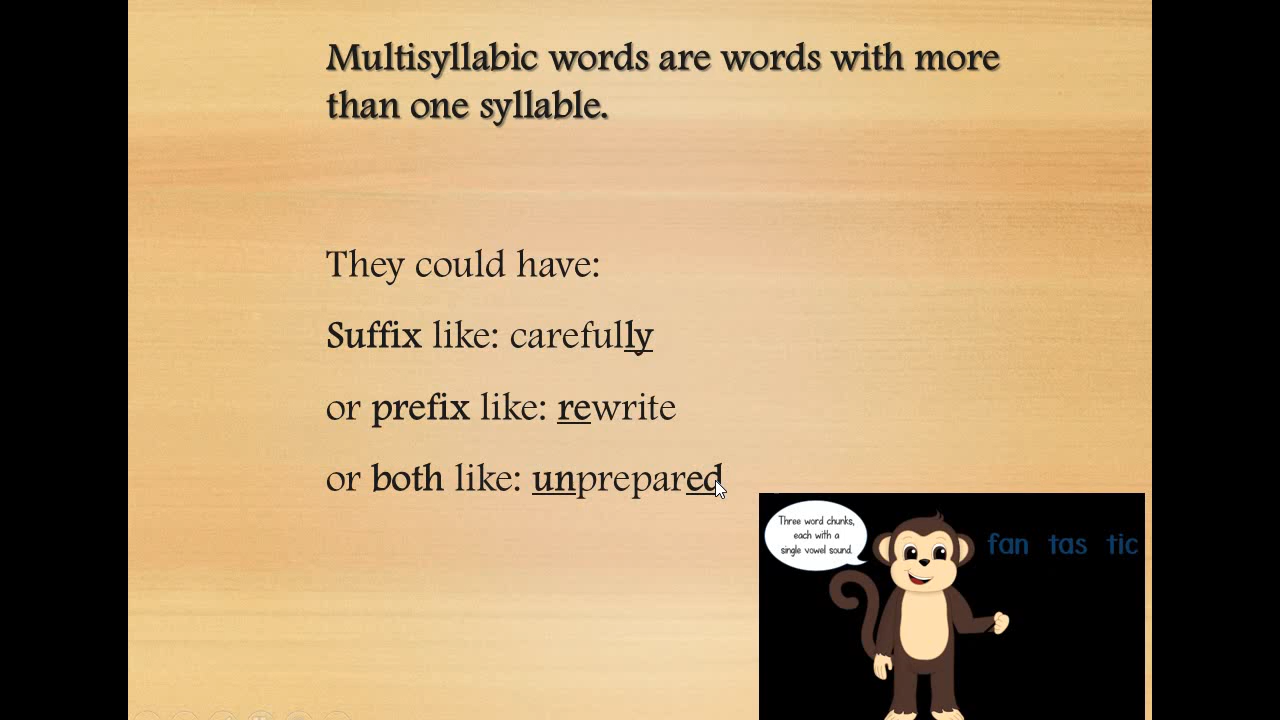 Multisyllabic words are words with more
than one syllable.
They could have:
Suffix like: carefully
or prefix like: rewrite
or both like: unprepared
Three word chunks,
each with a
single vowel sound.
fan tas tic